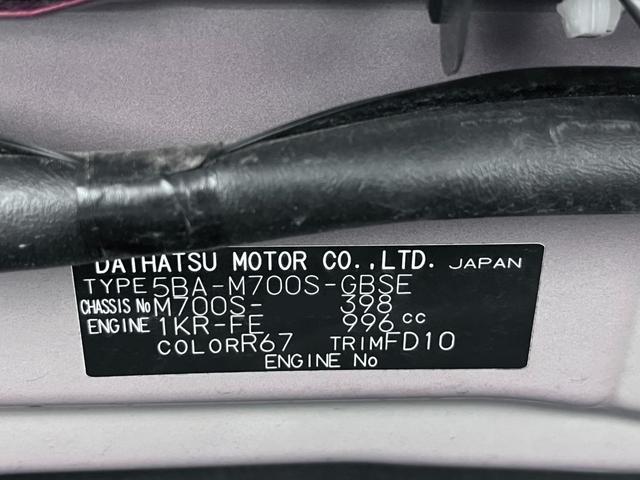 DAIHATSU MOTOR CO.,LTD. JAPAN
TYPE 5BA-M700S-GBSE
CHASSIS No M700S- 398
ENGINE 1KR-FE 996 cc
COLOR R67 TRIM FD10
ENGINE No